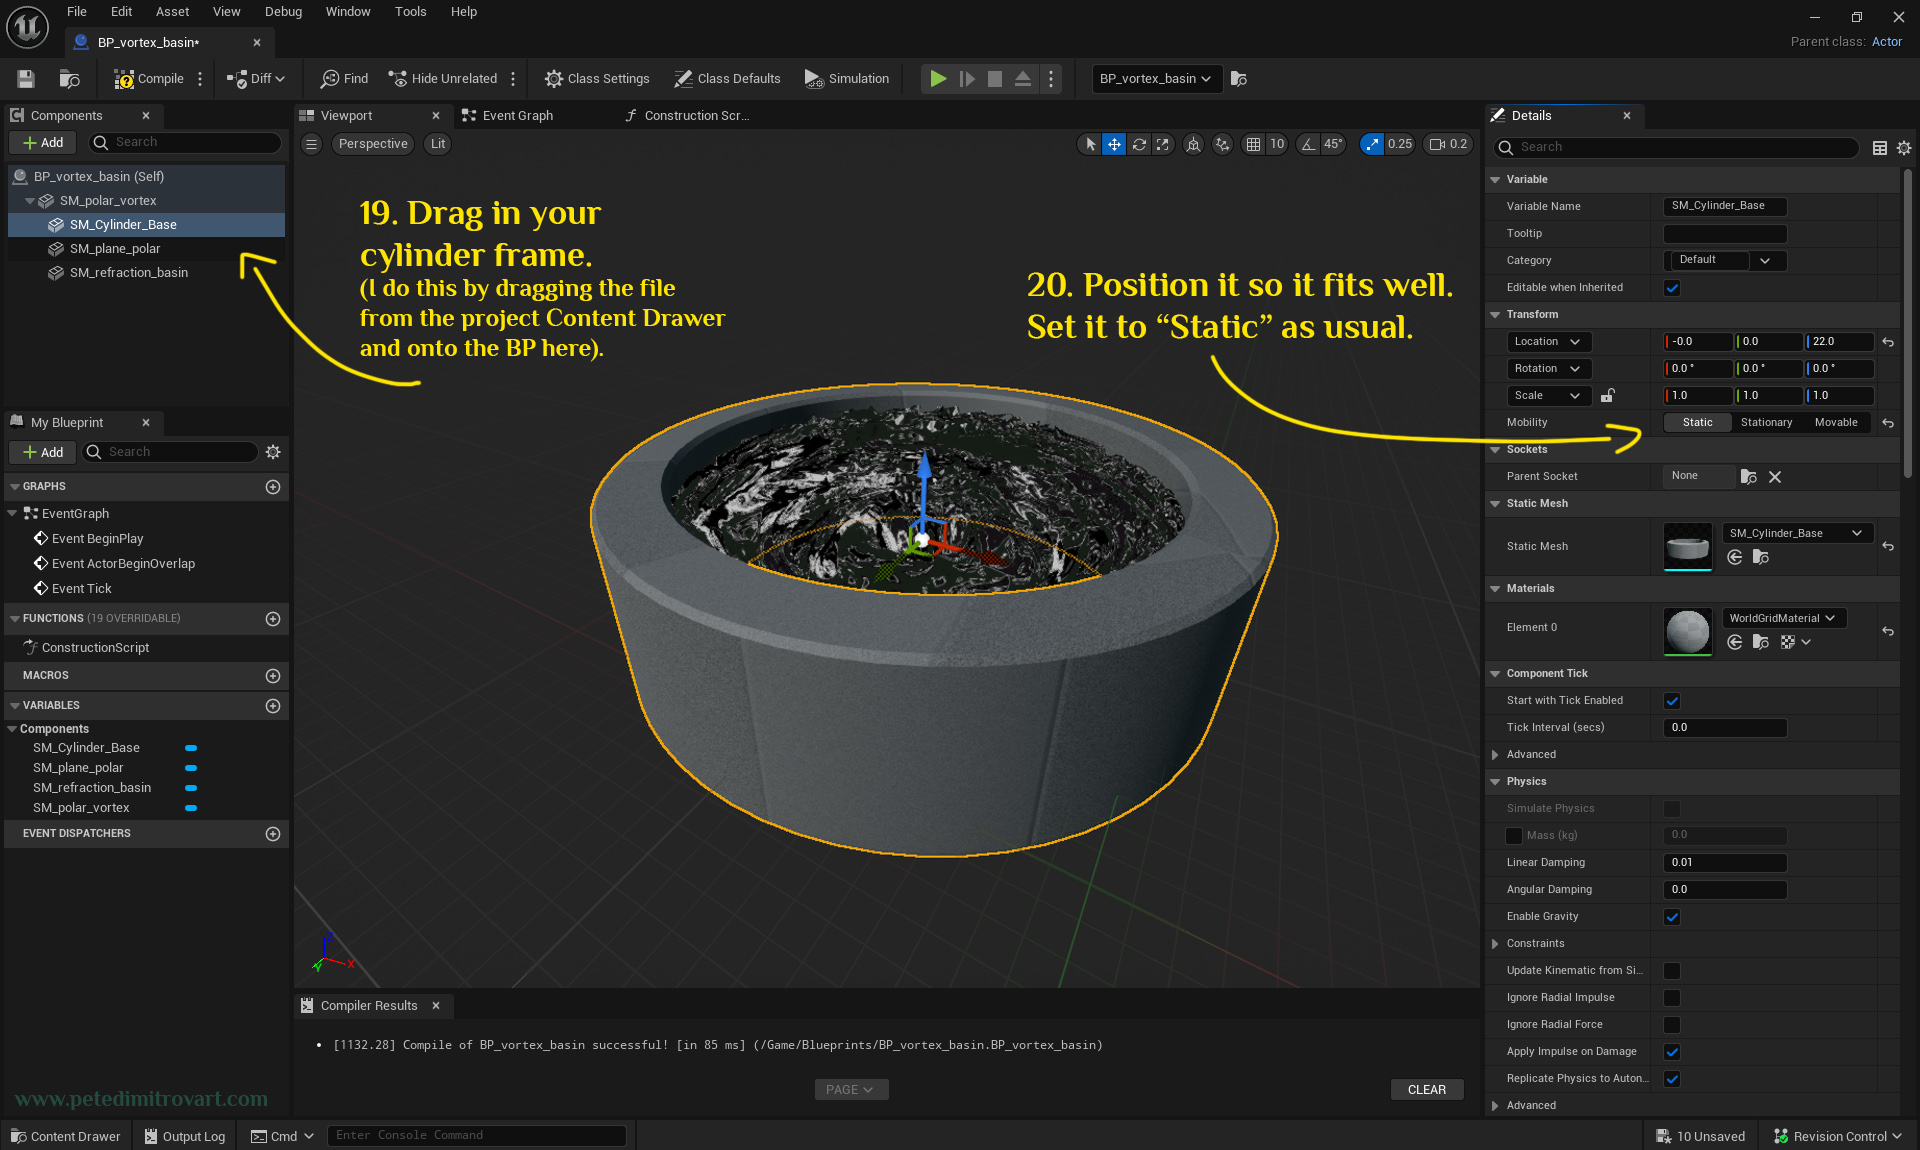 File Edit Asset View Debug Window Tools Help
BP_vortex_basin*
Parent class: Actor
Compile Diff Find Hide Unrelated Class Settings Class Defaults Simulation BP_vortex_basin
Components
Add Search
BP_vortex_basin (Self)
SM_polar_vortex
SM_Cylinder_Base
SM_plane_polar
SM_refraction_basin
My Blueprint
Add Search
GRAPHS
EventGraph
Event BeginPlay
Event ActorBeginOverlap
Event Tick
FUNCTIONS (19 OVERRIDABLE)
ConstructionScript
MACROS
VARIABLES
Components
SM_Cylinder_Base
SM_plane_polar
SM_refraction_basin
SM_polar_vortex
EVENT DISPATCHERS
www.petedimitrovart.com
Viewport Event Graph Construction Scr...
Perspective Lit 10 45° 0.25 0.2
19. Drag in your
cylinder frame.
(I do this by dragging the file
from the project Content Drawer
and onto the BP here).
20. Position it so it fits well.
Set it to “Static” as usual.
Z
X
Y
Compiler Results
[1132.28] Compile of BP_vortex_basin successful! [in 85 ms] (/Game/Blueprints/BP_vortex_basin.BP_vortex_basin)
PAGE CLEAR
Details
Search
Variable
Variable Name SM_Cylinder_Base
Tooltip
Category Default
Editable when Inherited
Transform
Location -0.0 0.0 22.0
Rotation 0.0 ° 0.0 ° 0.0 °
Scale 1.0 1.0 1.0
Mobility Static Stationary Movable
Sockets
Parent Socket None
Static Mesh
Static Mesh SM_Cylinder_Base
Materials
Element 0 WorldGridMaterial
Component Tick
Start with Tick Enabled
Tick Interval (secs) 0.0
Advanced
Physics
Simulate Physics
Mass (kg) 0.0
Linear Damping 0.01
Angular Damping 0.0
Enable Gravity
Constraints
Update Kinematic from Si...
Ignore Radial Impulse
Ignore Radial Force
Apply Impulse on Damage
Replicate Physics to Auton...
Advanced
Content Drawer Output Log Cmd Enter Console Command 10 Unsaved Revision Control